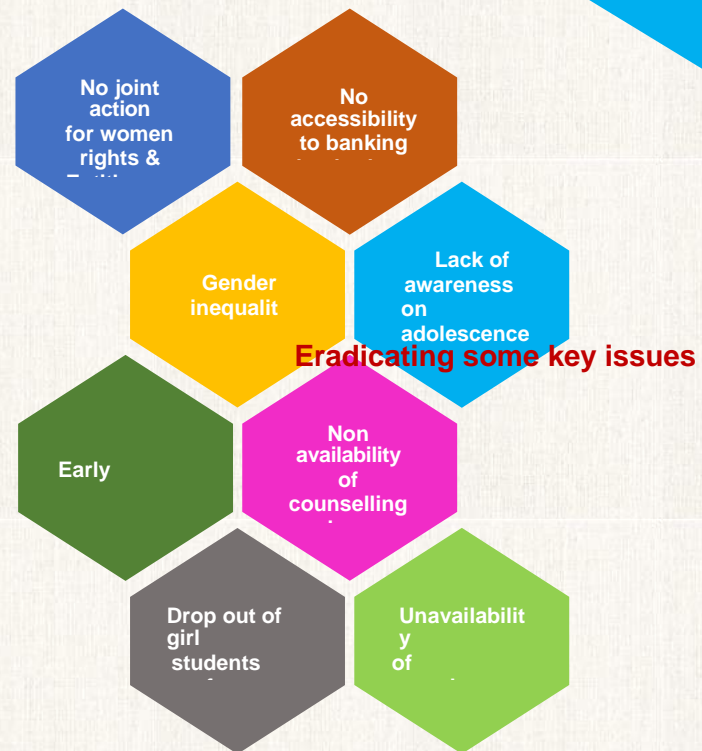 No joint
action
for women
rights &
No
accessibility
to banking
Gender
inequalit
Lack of
awareness
on
adolescence
Eradicating some key issues
Early
Non
availability
of
counselling
Drop out of
girl
students
Unavailabilit
y
of